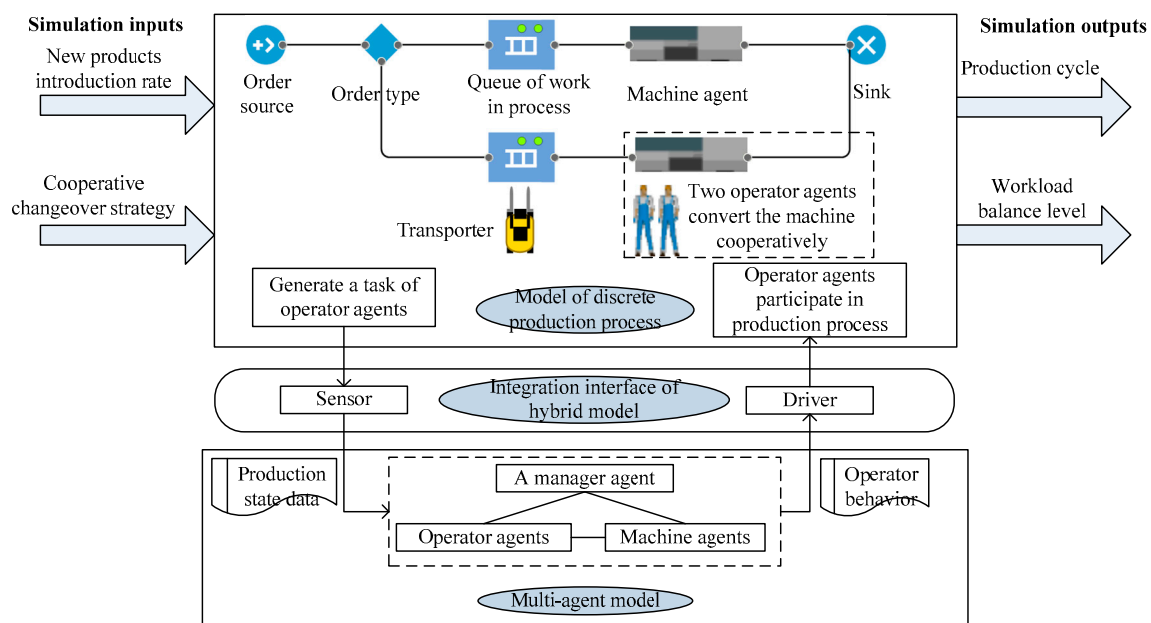 Simulation inputs
Simulation outputs
New products
introduction rate
Order
source
Order type
Queue of work
in process
Machine agent
Sink
Production cycle
Cooperative
changeover strategy
Transporter
Two operator agents
convert the machine
cooperatively
Workload
balance level
Generate a task of
operator agents
Model of discrete
production process
Operator agents
participate in
production process
Sensor
Integration interface of
hybrid model
Driver
Production
state data
A manager agent
Operator agents
Machine agents
Operator
behavior
Multi-agent model